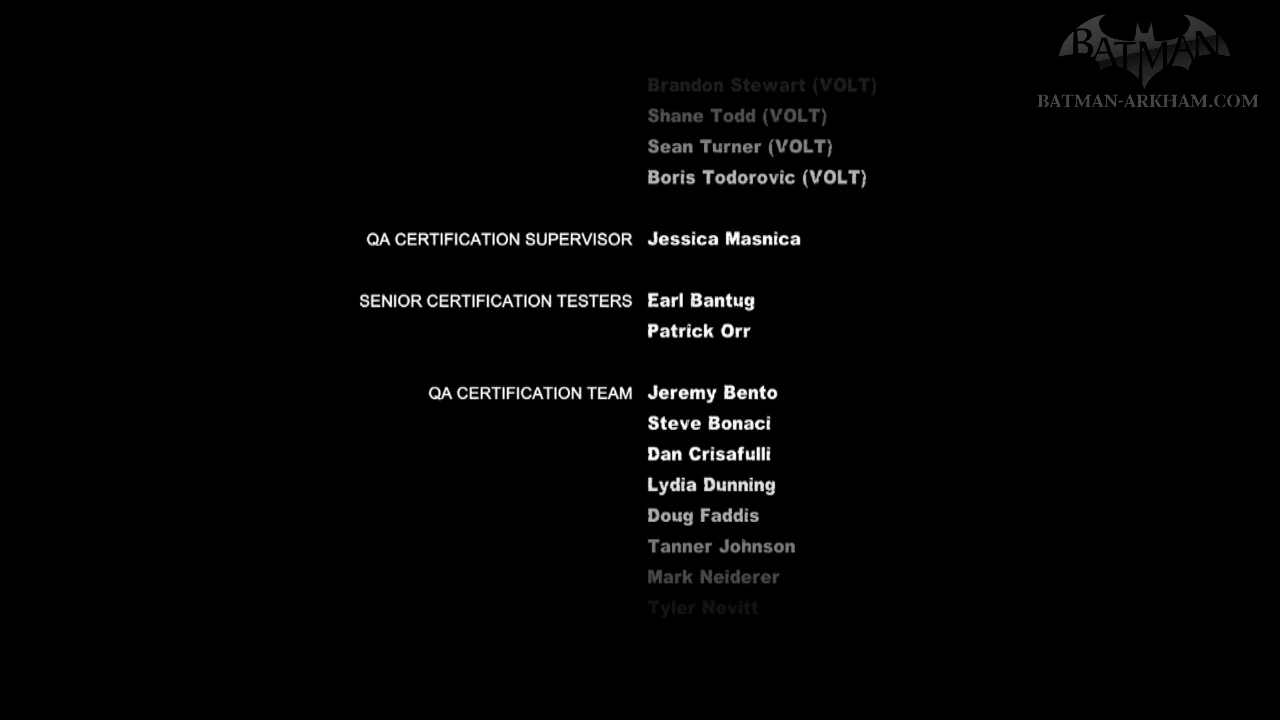 BATMAN
BATMAN-ARKHAM.COM
Brandon Stewart (VOLT)
Shane Todd (VOLT)
Sean Turner (VOLT)
Boris Todorovic (VOLT)
QA CERTIFICATION SUPERVISOR Jessica Masnica
SENIOR CERTIFICATION TESTERS Earl Bantug
Patrick Orr
QA CERTIFICATION TEAM Jeremy Bento
Steve Bonaci
Dan Crisafulli
Lydia Dunning
Doug Faddis
Tanner Johnson
Mark Neiderer
Tyler Nevitt